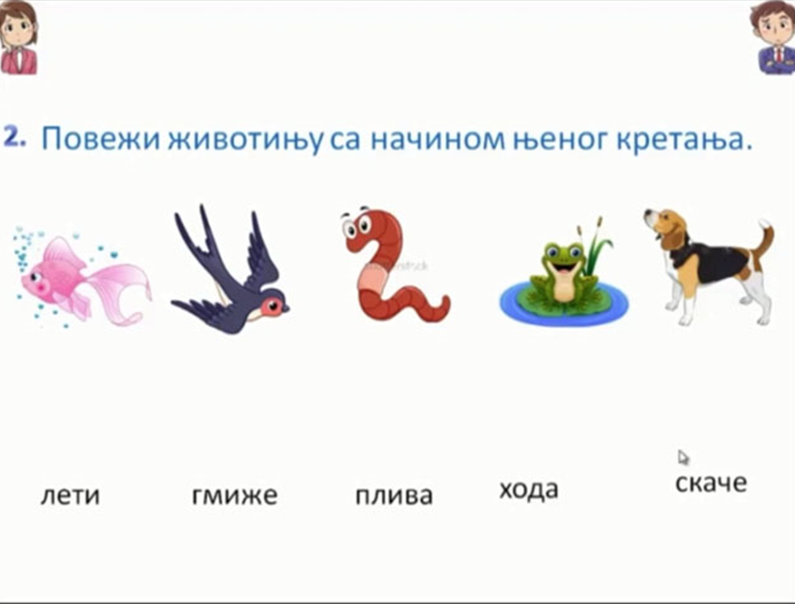 2. Повежи животињу са начином њеног кретања.
лети гмиже плива хода скаче